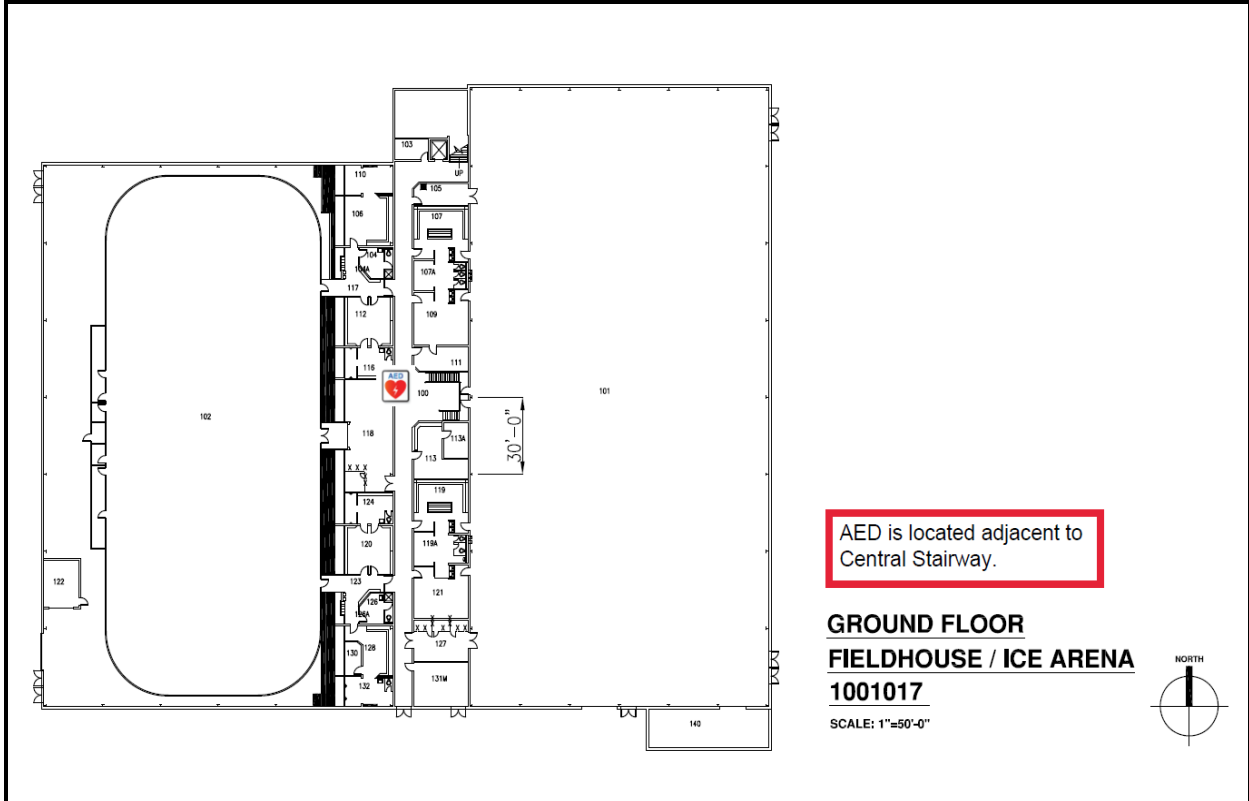 103
UP
110
105
106
107
104
104A
107A
117
112
109
116
111
AED
100
102
101
118
113
113A
30'-0"
X X X
X
X
124
119
120
119A
122
123
126
126A
121
X X X X
X X
127
130
128
132
131M
140
AED is located adjacent to
Central Stairway.
GROUND FLOOR
FIELDHOUSE / ICE ARENA
1001017
SCALE: 1"=50'-0"
NORTH